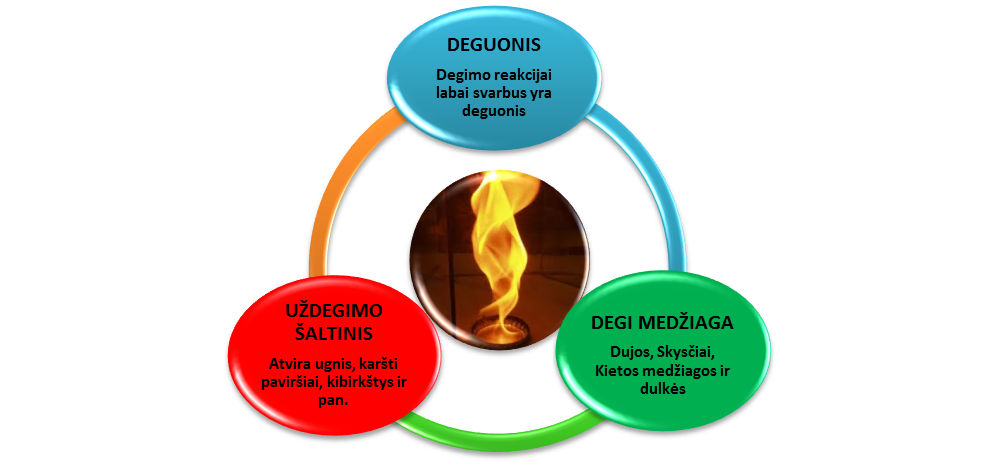 DEGUONIS
Degimo reakcijai
labai svarbus yra
deguonis
UŽDEGIMO
ŠALTINIS
Atvira ugnis, karšti
paviršiai, kibirkštys ir
pan.
DEGI MEDŽIAGA
Dujos, Skysčiai,
Kietos medžiagos ir
dulkės